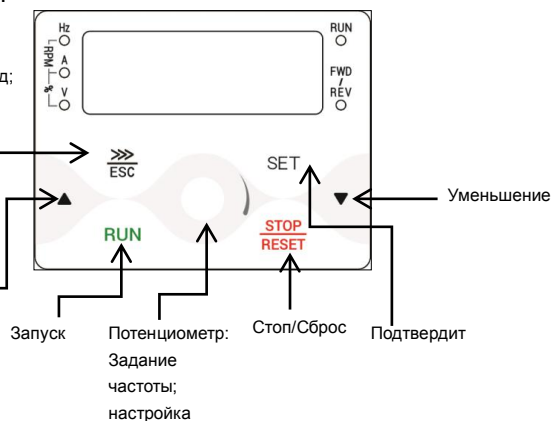 Hz
RUN
RPM
A
д;
FWD
/
REV
%
V
>>>
ESC
SET
▲
▼
Уменьшение
RUN
STOP
RESET
Запуск
Потенциометр:
Стоп/Сброс
Подтвердит
Задание
частоты;
настройка